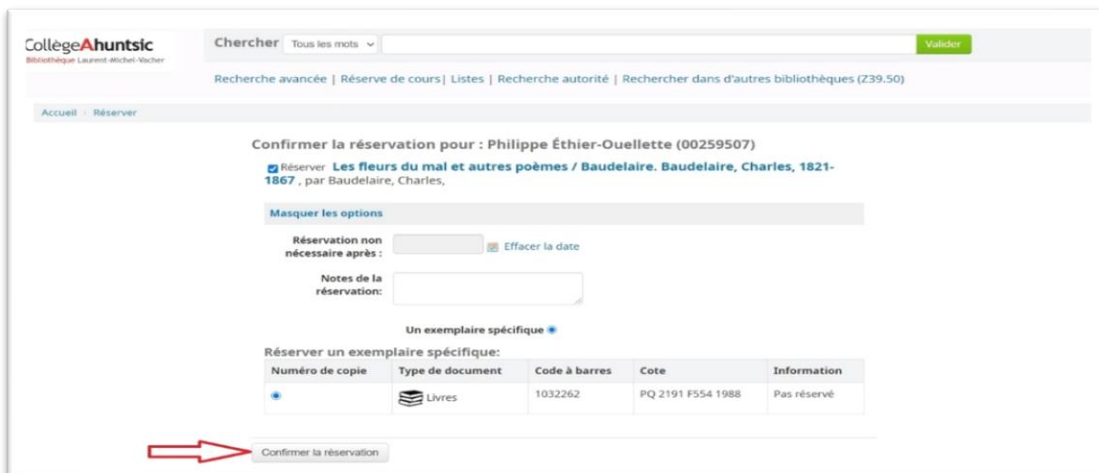 CollègeAhuntsic
Bibliothèque Laurent-Michel-Vacher
Chercher Tous les mots Valider
Recherche avancée | Réserve de cours| Listes | Recherche autorité | Rechercher dans d'autres bibliothèques (Z39.50)
Accueil Réserver
Confirmer la réservation pour : Philippe Éthier-Ouellette (00259507)
Réserver Les fleurs du mal et autres poèmes / Baudelaire. Baudelaire, Charles, 1821-
1867 , par Baudelaire, Charles,
Masquer les options
Réservation non
nécessaire après : Effacer la date
Notes de la
réservation:
Un exemplaire spécifique
Réserver un exemplaire spécifique:
Numéro de copie Type de document Code à barres Cote Information
Livres 1032262 PQ 2191 F554 1988 Pas réservé
Confirmer la réservation